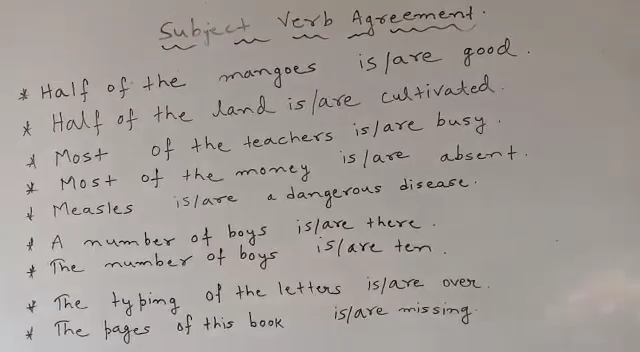 Subject Verb Agreement.
* Half of the mangoes is/are good.
* Half of the land is/are cultivated.
* Most of the teachers is/are busy.
* Most of the money is/are absent.
* Measles is/are a dangerous disease.
* A number of boys is/are there.
* The number of boys is/are ten.
* The typing of the letters is/are over.
* The pages of this book is/are missing.